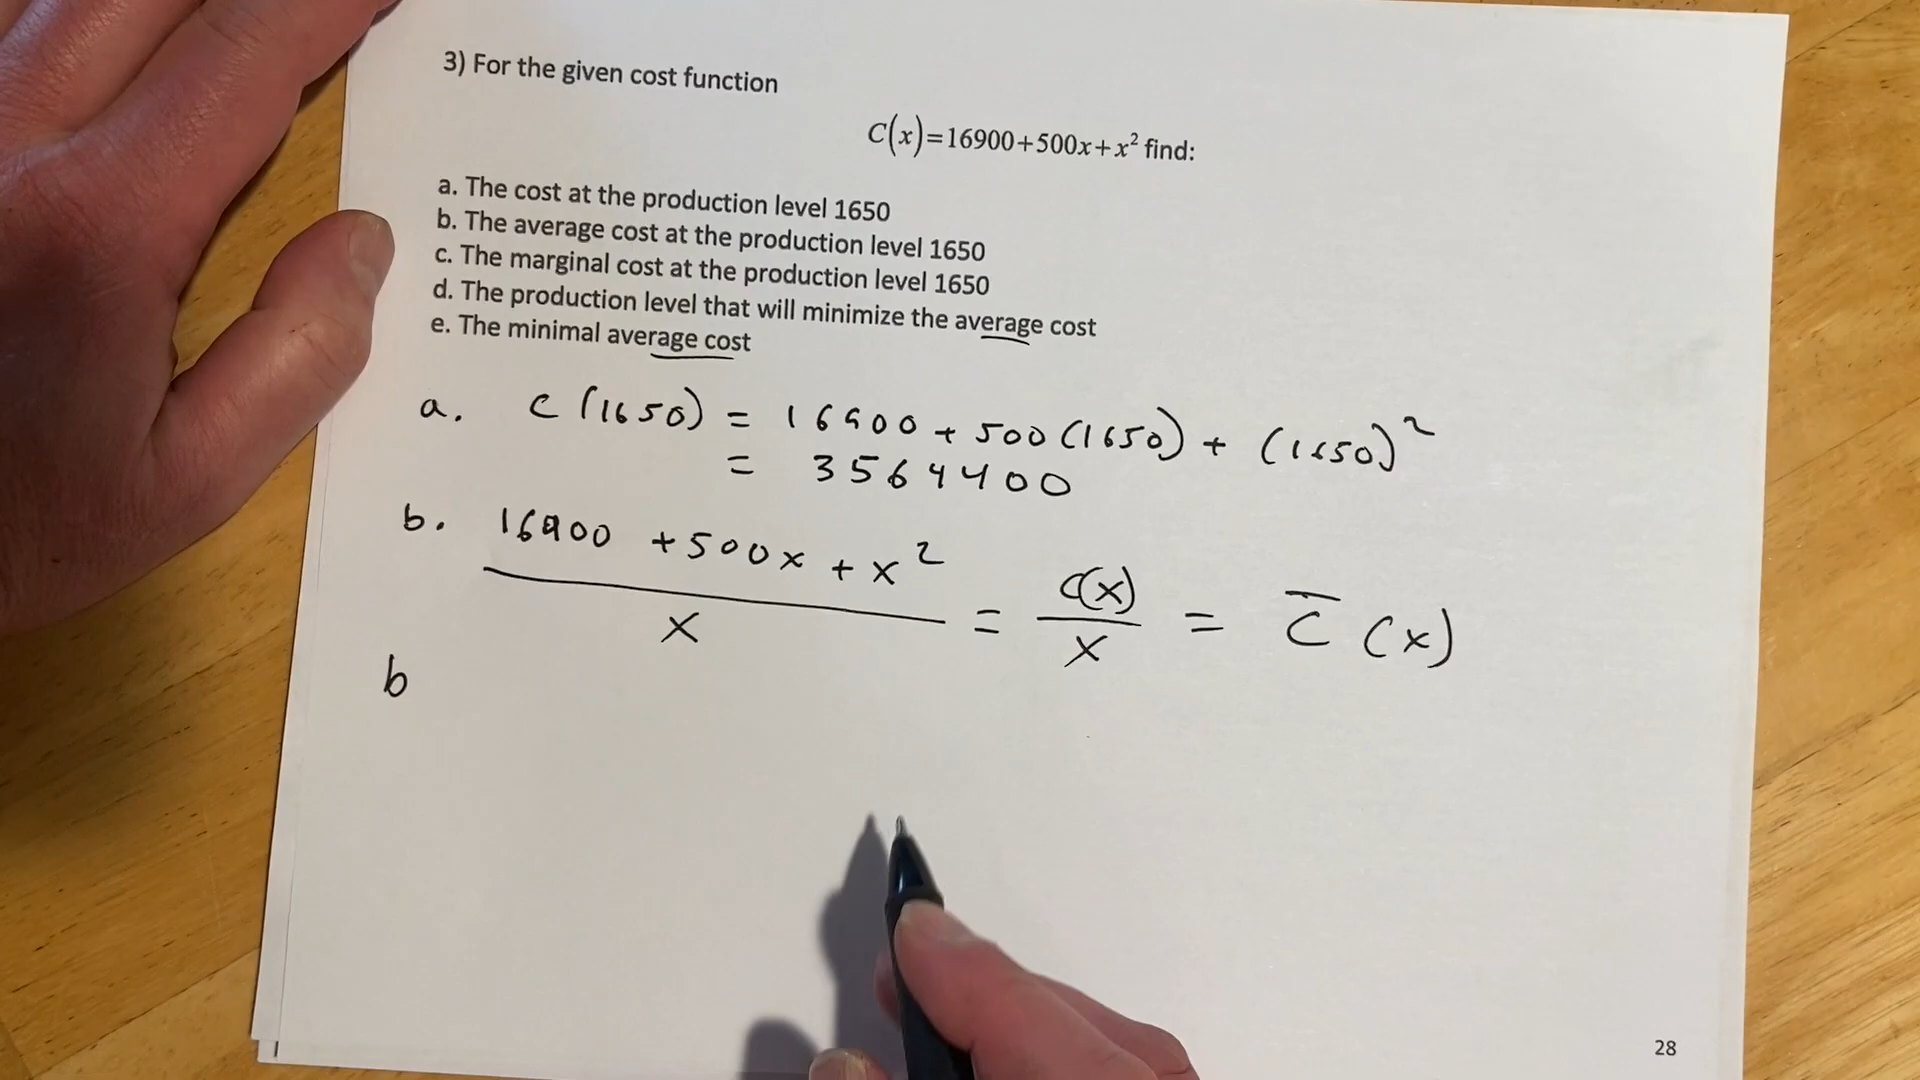 3) For the given cost function
C(x)=16900+500x+x² find:
a. The cost at the production level 1650
b. The average cost at the production level 1650
c. The marginal cost at the production level 1650
d. The production level that will minimize the average cost
e. The minimal average cost
a. C(1650) = 16900 + 500(1650) + (1650)²
= 3564400
b. 16900 + 500x + x² / x = C(x) / x = C̅(x)
b
28